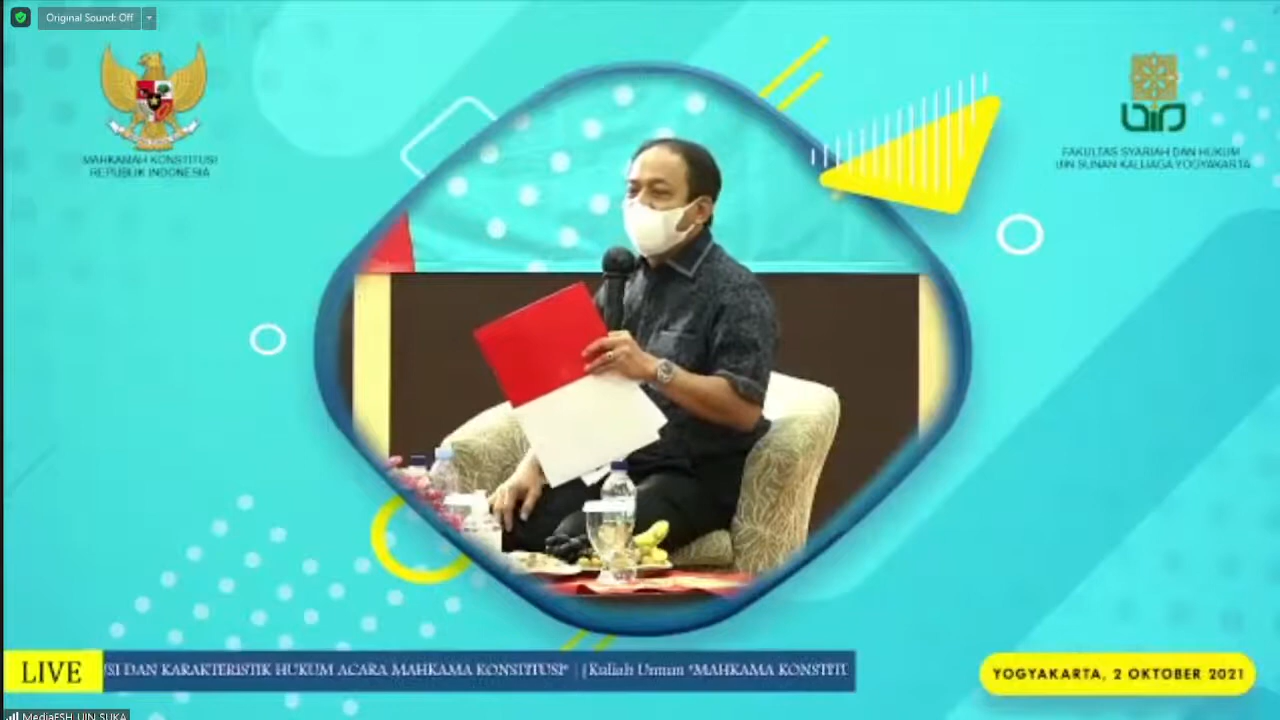 Original Sound: Off
MAHKAMAH KONSTITUSI
REPUBLIK INDONESIA
uin
FAKULTAS SYARIAH DAN HUKUM
UIN SUNAN KALIJAGA YOGYAKARTA
LIVE
SI DAN KARAKTERISTIK HUKUM ACARA MAHKAMA KONSTITUSI" | |Kuliah Umum "MAHKAMA KONSTIT
YOGYAKARTA, 2 OKTOBER 2021
MediaFSH_UIN SUKA